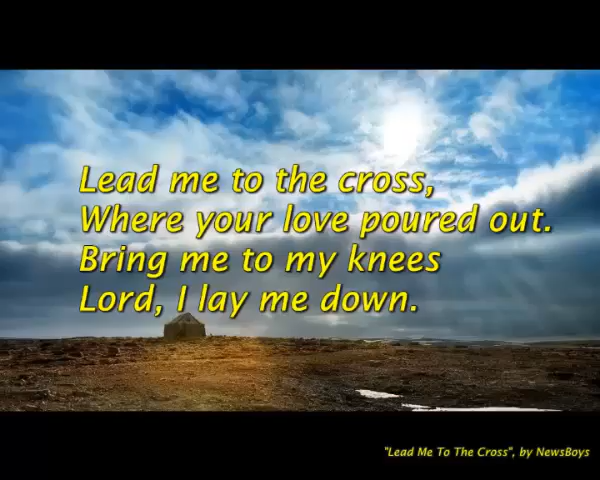 Lead me to the cross,
Where your love poured out.
Bring me to my knees
Lord, I lay me down.
"Lead Me To The Cross", by NewsBoys